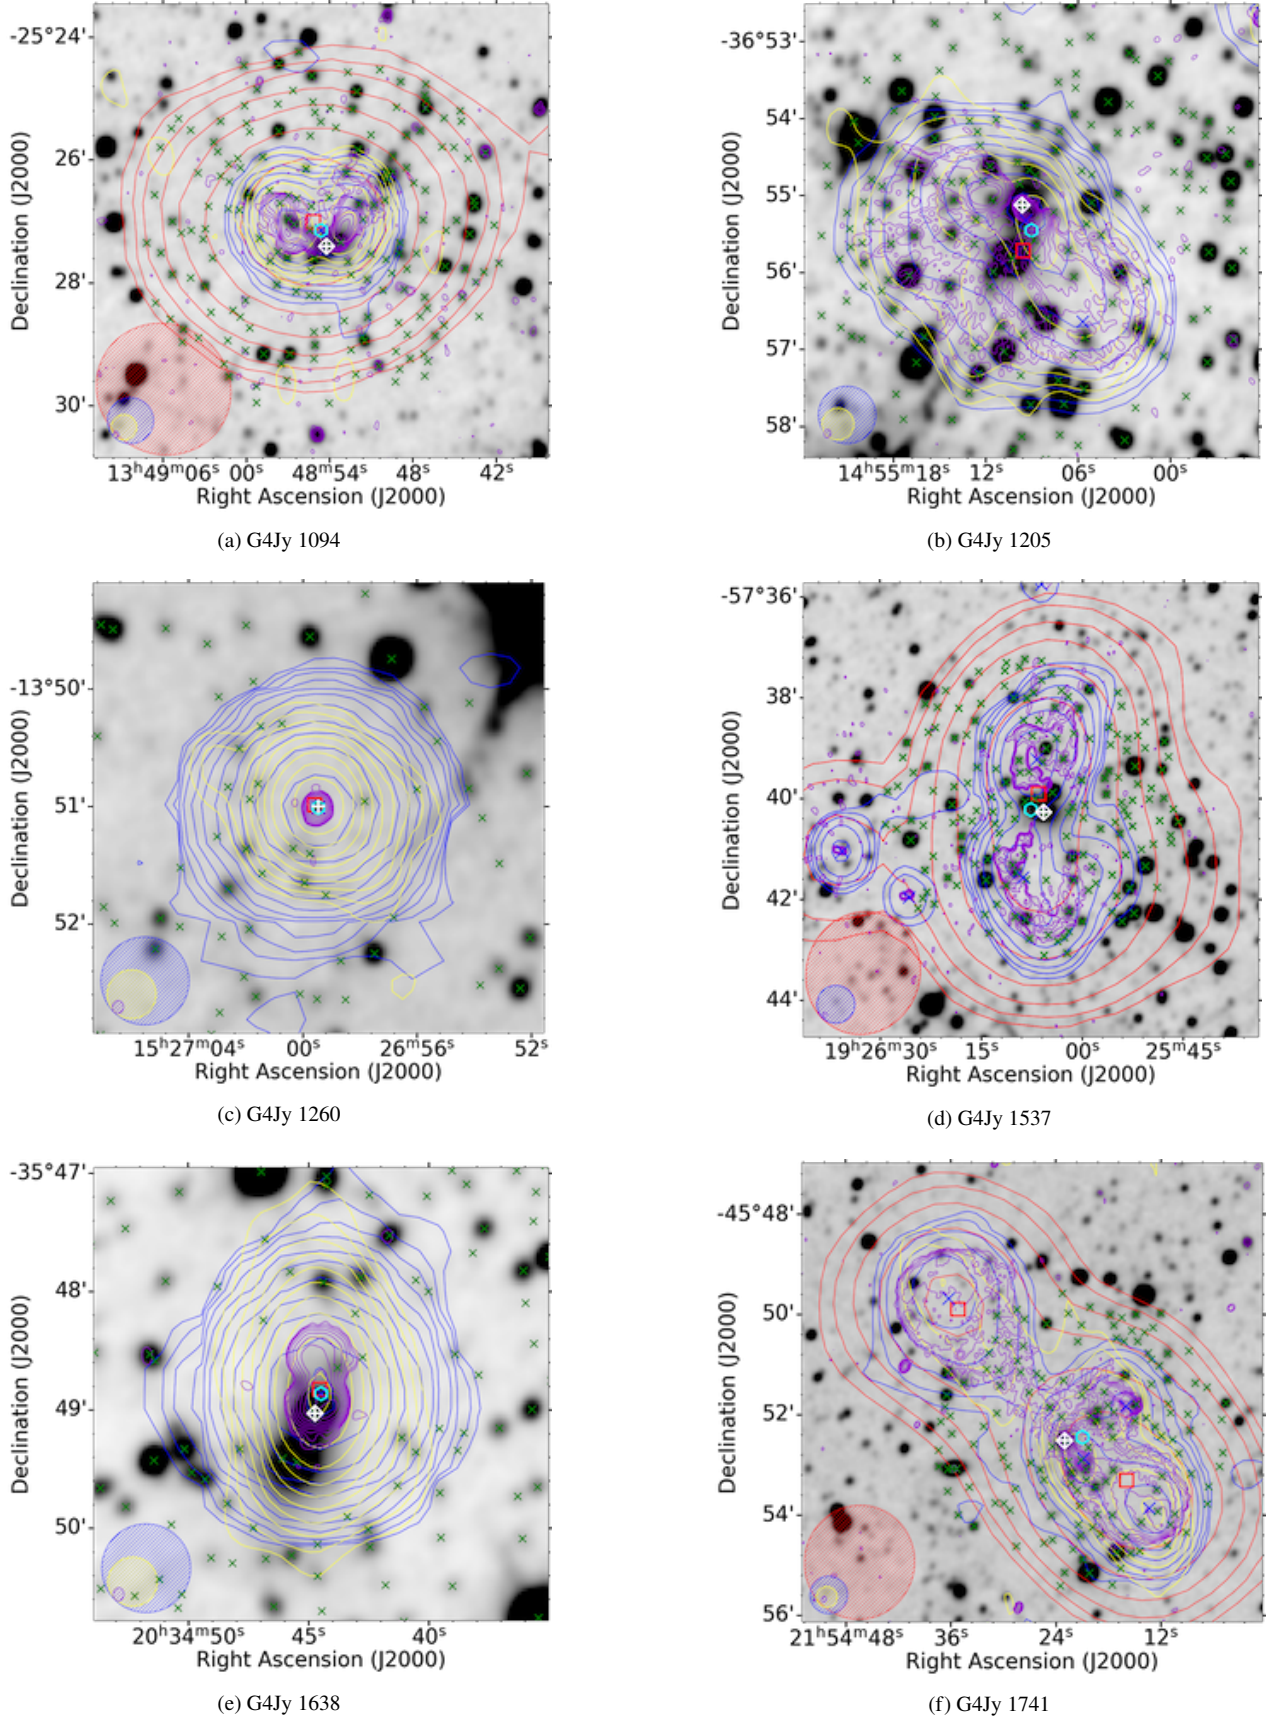 -25°24'
26'
28'
30'
Declination (J2000)
13ʰ49ᵐ06ˢ 00ˢ 48ᵐ54ˢ 48ˢ 42ˢ
Right Ascension (J2000)
(a) G4Jy 1094
-36°53'
54'
55'
56'
57'
58'
Declination (J2000)
14ʰ55ᵐ18ˢ 12ˢ 06ˢ 00ˢ
Right Ascension (J2000)
(b) G4Jy 1205
-13°50'
51'
52'
Declination (J2000)
15ʰ27ᵐ04ˢ 00ˢ 26ᵐ56ˢ 52ˢ
Right Ascension (J2000)
(c) G4Jy 1260
-57°36'
38'
40'
42'
44'
Declination (J2000)
19ʰ26ᵐ30ˢ 15ˢ 00ˢ 25ᵐ45ˢ
Right Ascension (J2000)
(d) G4Jy 1537
-35°47'
48'
49'
50'
Declination (J2000)
20ʰ34ᵐ50ˢ 45ˢ 40ˢ
Right Ascension (J2000)
(e) G4Jy 1638
-45°48'
50'
52'
54'
56'
Declination (J2000)
21ʰ54ᵐ48ˢ 36ˢ 24ˢ 12ˢ
Right Ascension (J2000)
(f) G4Jy 1741